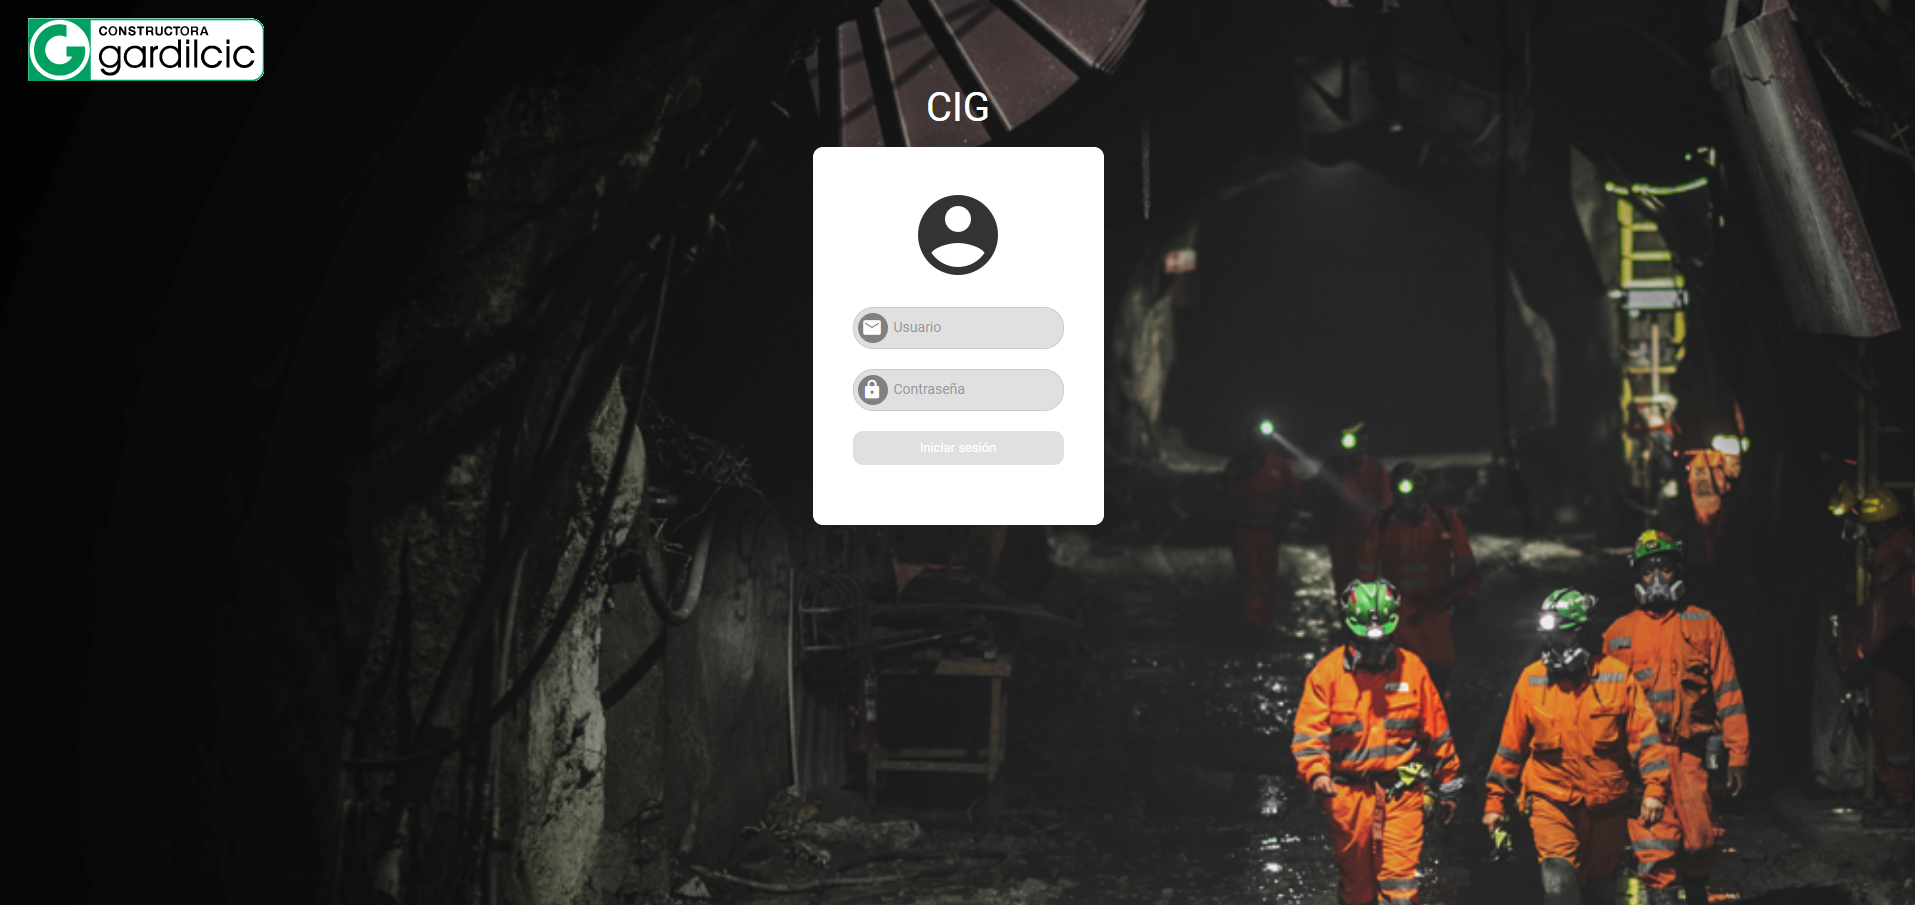 CONSTRUCTORA
gardilcic
CIG
Usuario
Contraseña
Iniciar sesión